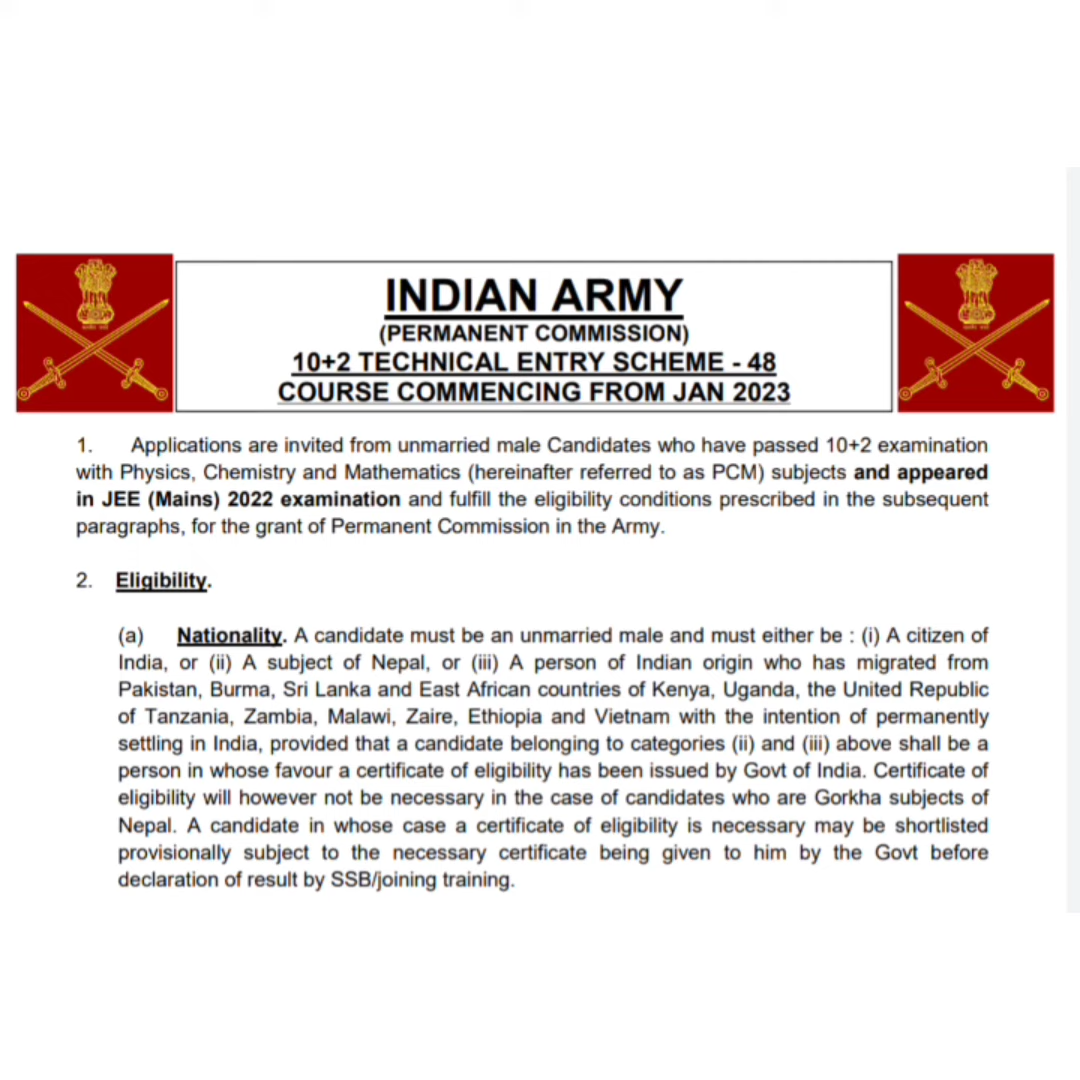 INDIAN ARMY
(PERMANENT COMMISSION)
10+2 TECHNICAL ENTRY SCHEME - 48
COURSE COMMENCING FROM JAN 2023
1. Applications are invited from unmarried male Candidates who have passed 10+2 examination
with Physics, Chemistry and Mathematics (hereinafter referred to as PCM) subjects and appeared
in JEE (Mains) 2022 examination and fulfill the eligibility conditions prescribed in the subsequent
paragraphs, for the grant of Permanent Commission in the Army.
2. Eligibility.
(a) Nationality. A candidate must be an unmarried male and must either be : (i) A citizen of
India, or (ii) A subject of Nepal, or (iii) A person of Indian origin who has migrated from
Pakistan, Burma, Sri Lanka and East African countries of Kenya, Uganda, the United Republic
of Tanzania, Zambia, Malawi, Zaire, Ethiopia and Vietnam with the intention of permanently
settling in India, provided that a candidate belonging to categories (ii) and (iii) above shall be a
person in whose favour a certificate of eligibility has been issued by Govt of India. Certificate of
eligibility will however not be necessary in the case of candidates who are Gorkha subjects of
Nepal. A candidate in whose case a certificate of eligibility is necessary may be shortlisted
provisionally subject to the necessary certificate being given to him by the Govt before
declaration of result by SSB/joining training.